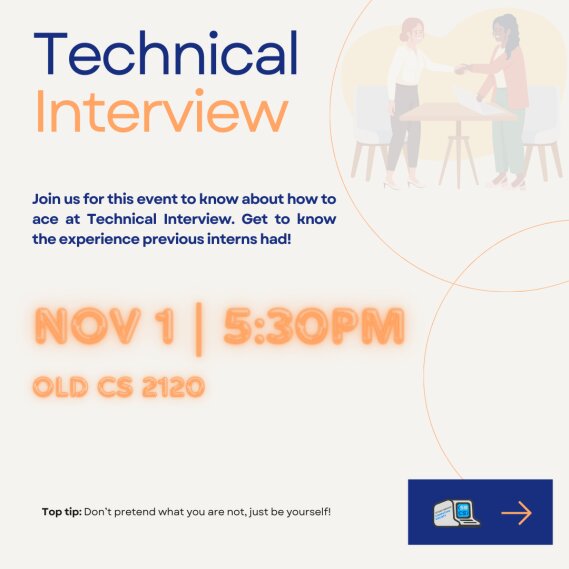 Technical
Interview
Join us for this event to know about how to
ace at Technical Interview. Get to know
the experience previous interns had!
NOV 1 | 5:30PM
OLD CS 2120
Top tip: Don't pretend what you are not, just be yourself!